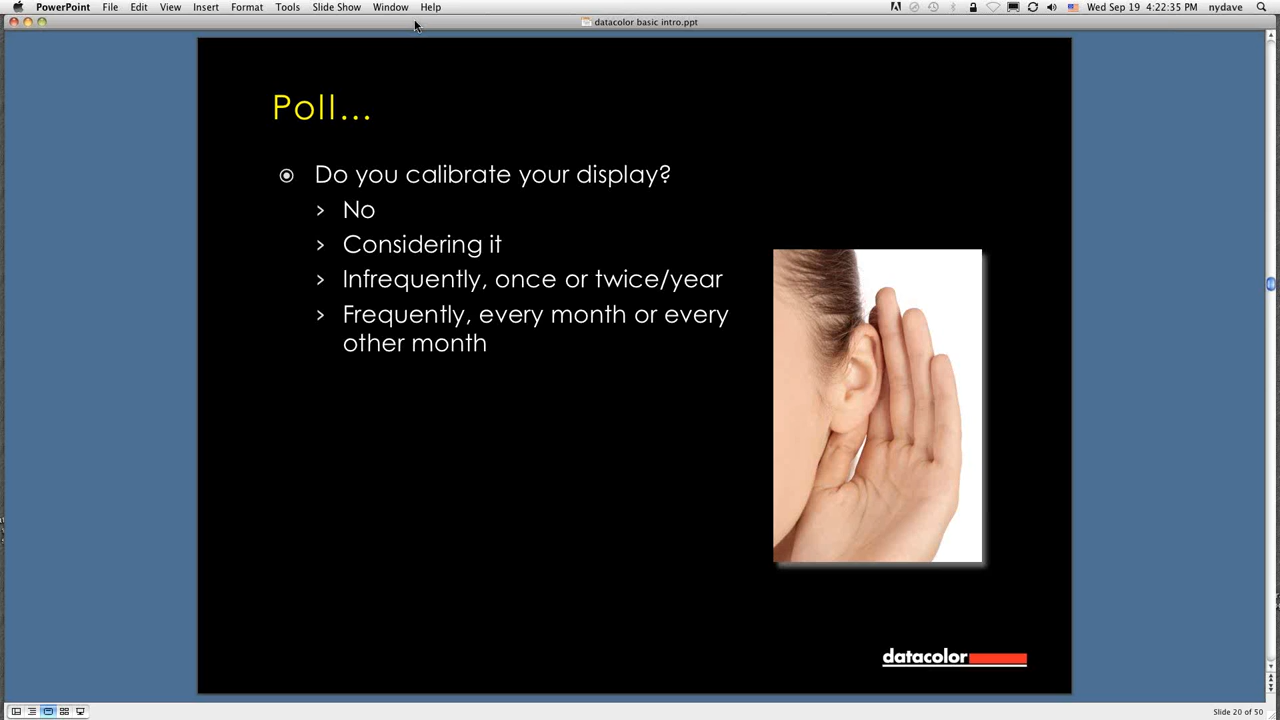 PowerPoint File Edit View Insert Format Tools Slide Show Window Help Wed Sep 19 4:22:35 PM nydave
datacolor basic intro.ppt
Poll...
Do you calibrate your display?
No
Considering it
Infrequently, once or twice/year
Frequently, every month or every
other month
datacolor
Slide 20 of 50